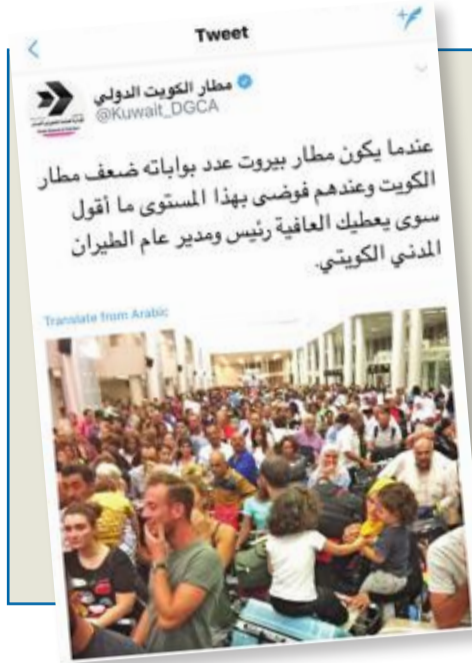 Tweet
مطار الكويت الدولي
@Kuwait_DGCA
عندما يكون مطار بيروت عدد بواباته ضعف مطار
الكويت وعندهم فوضى بهذا المستوى ما أقول
سوى يعطيك العافية رئيس ومدير عام الطيران
المدني الكويتي.
Translate from Arabic